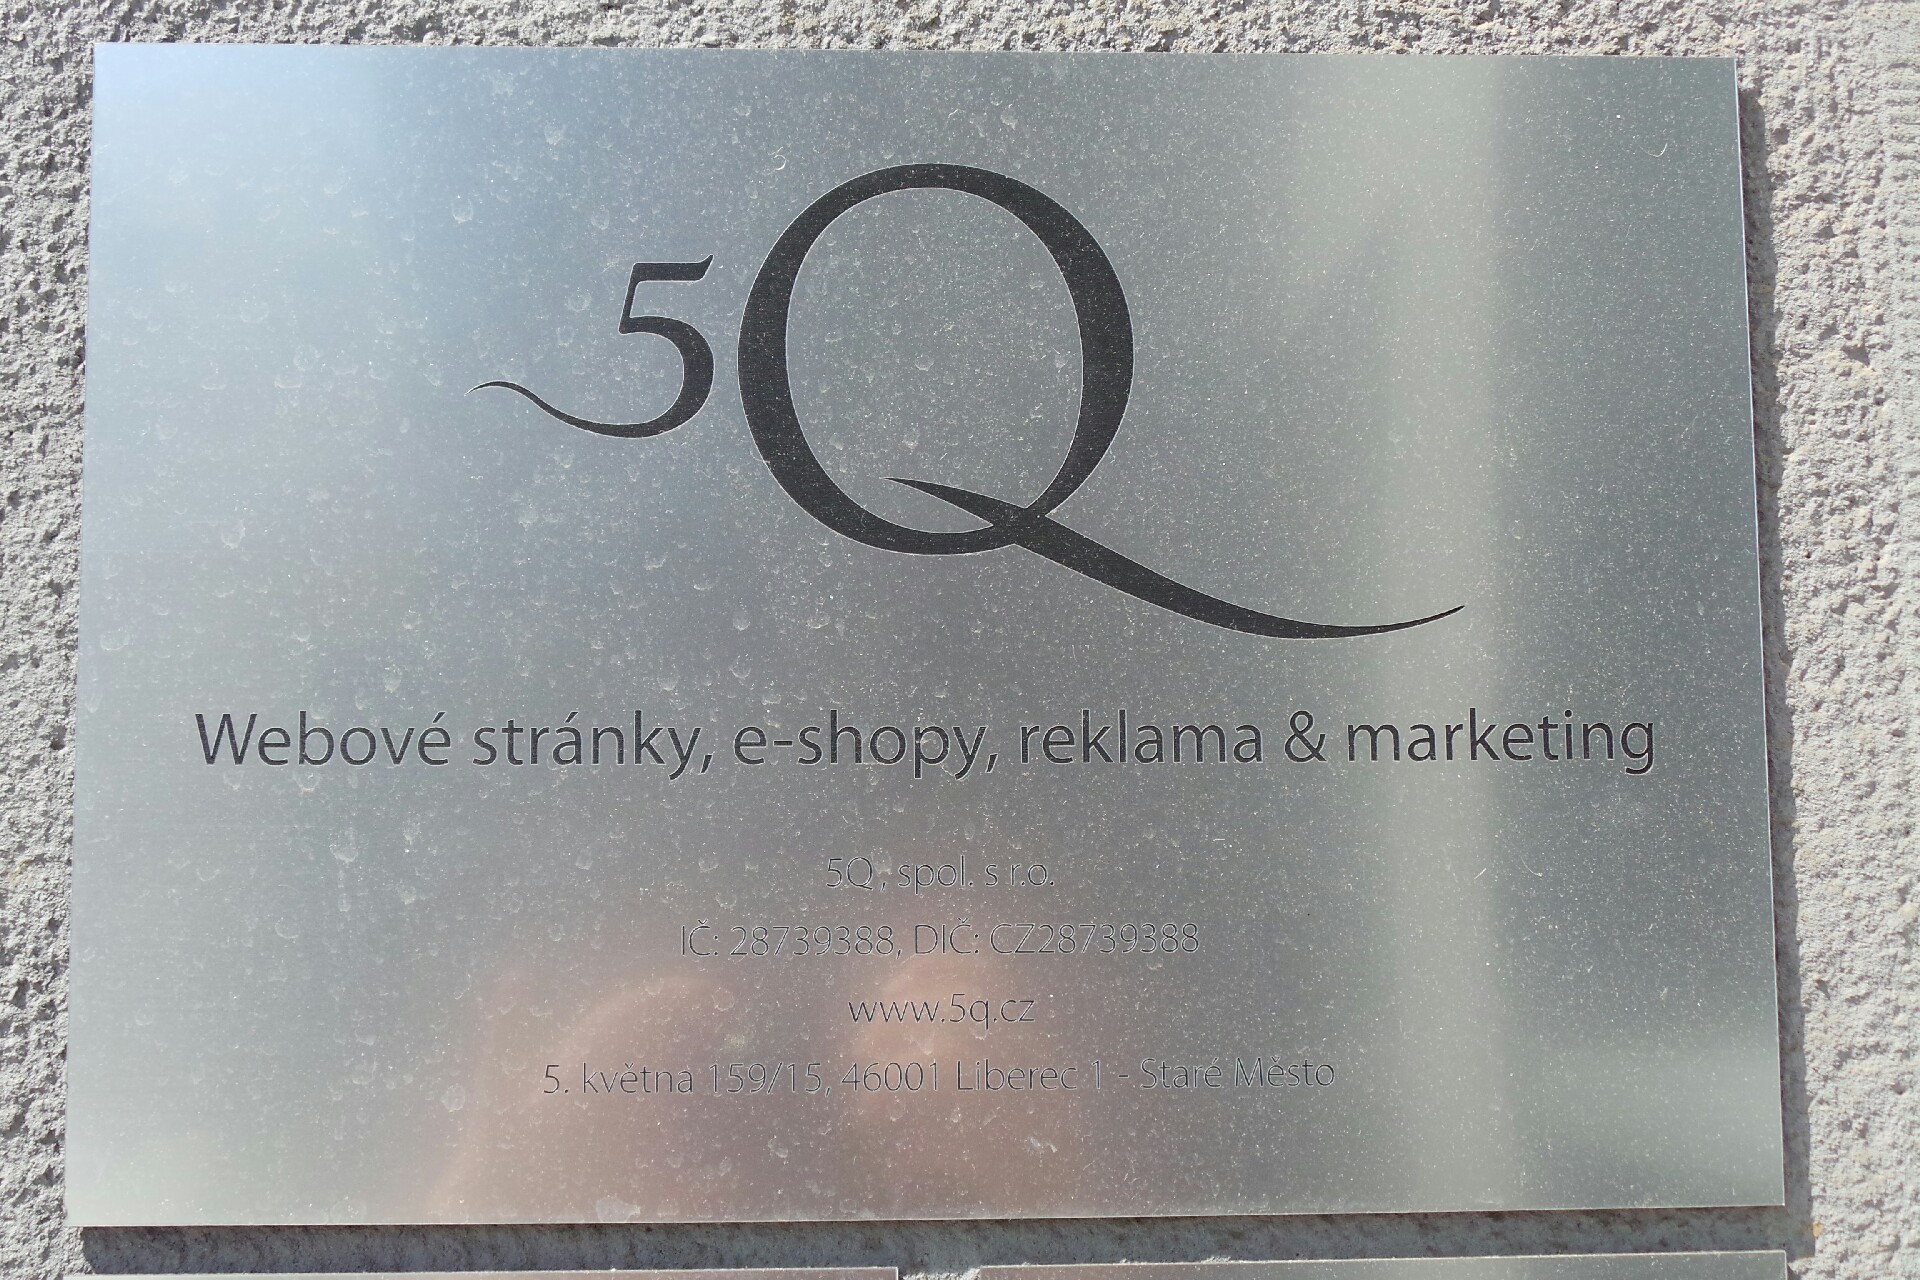 5Q
Webové stránky, e-shopy, reklama & marketing
5Q, spol. s r.o.
IČ: 28739388, DIČ: CZ28739388
www.5q.cz
5. května 159/15, 46001 Liberec 1 - Staré Město